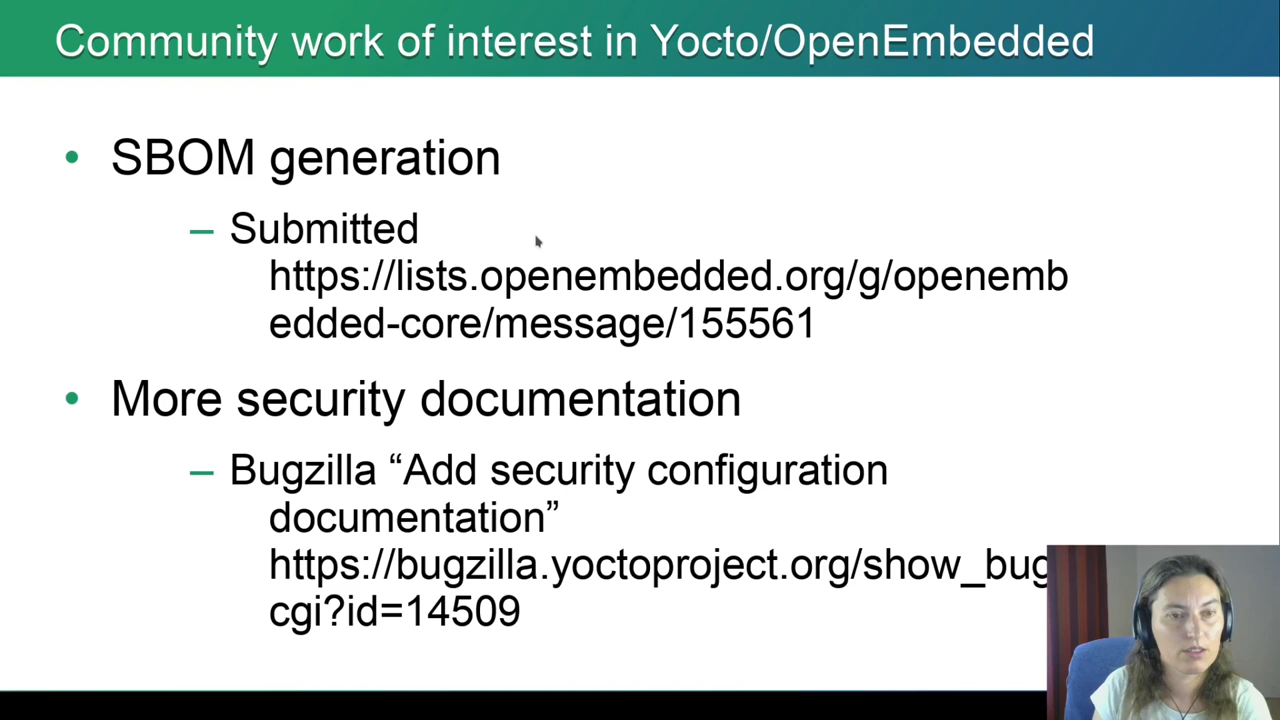 Community work of interest in Yocto/OpenEmbedded
• SBOM generation
– Submitted
https://lists.openembedded.org/g/openemb
edded-core/message/155561
• More security documentation
– Bugzilla “Add security configuration
documentation”
https://bugzilla.yoctoproject.org/show_bug
cgi?id=14509